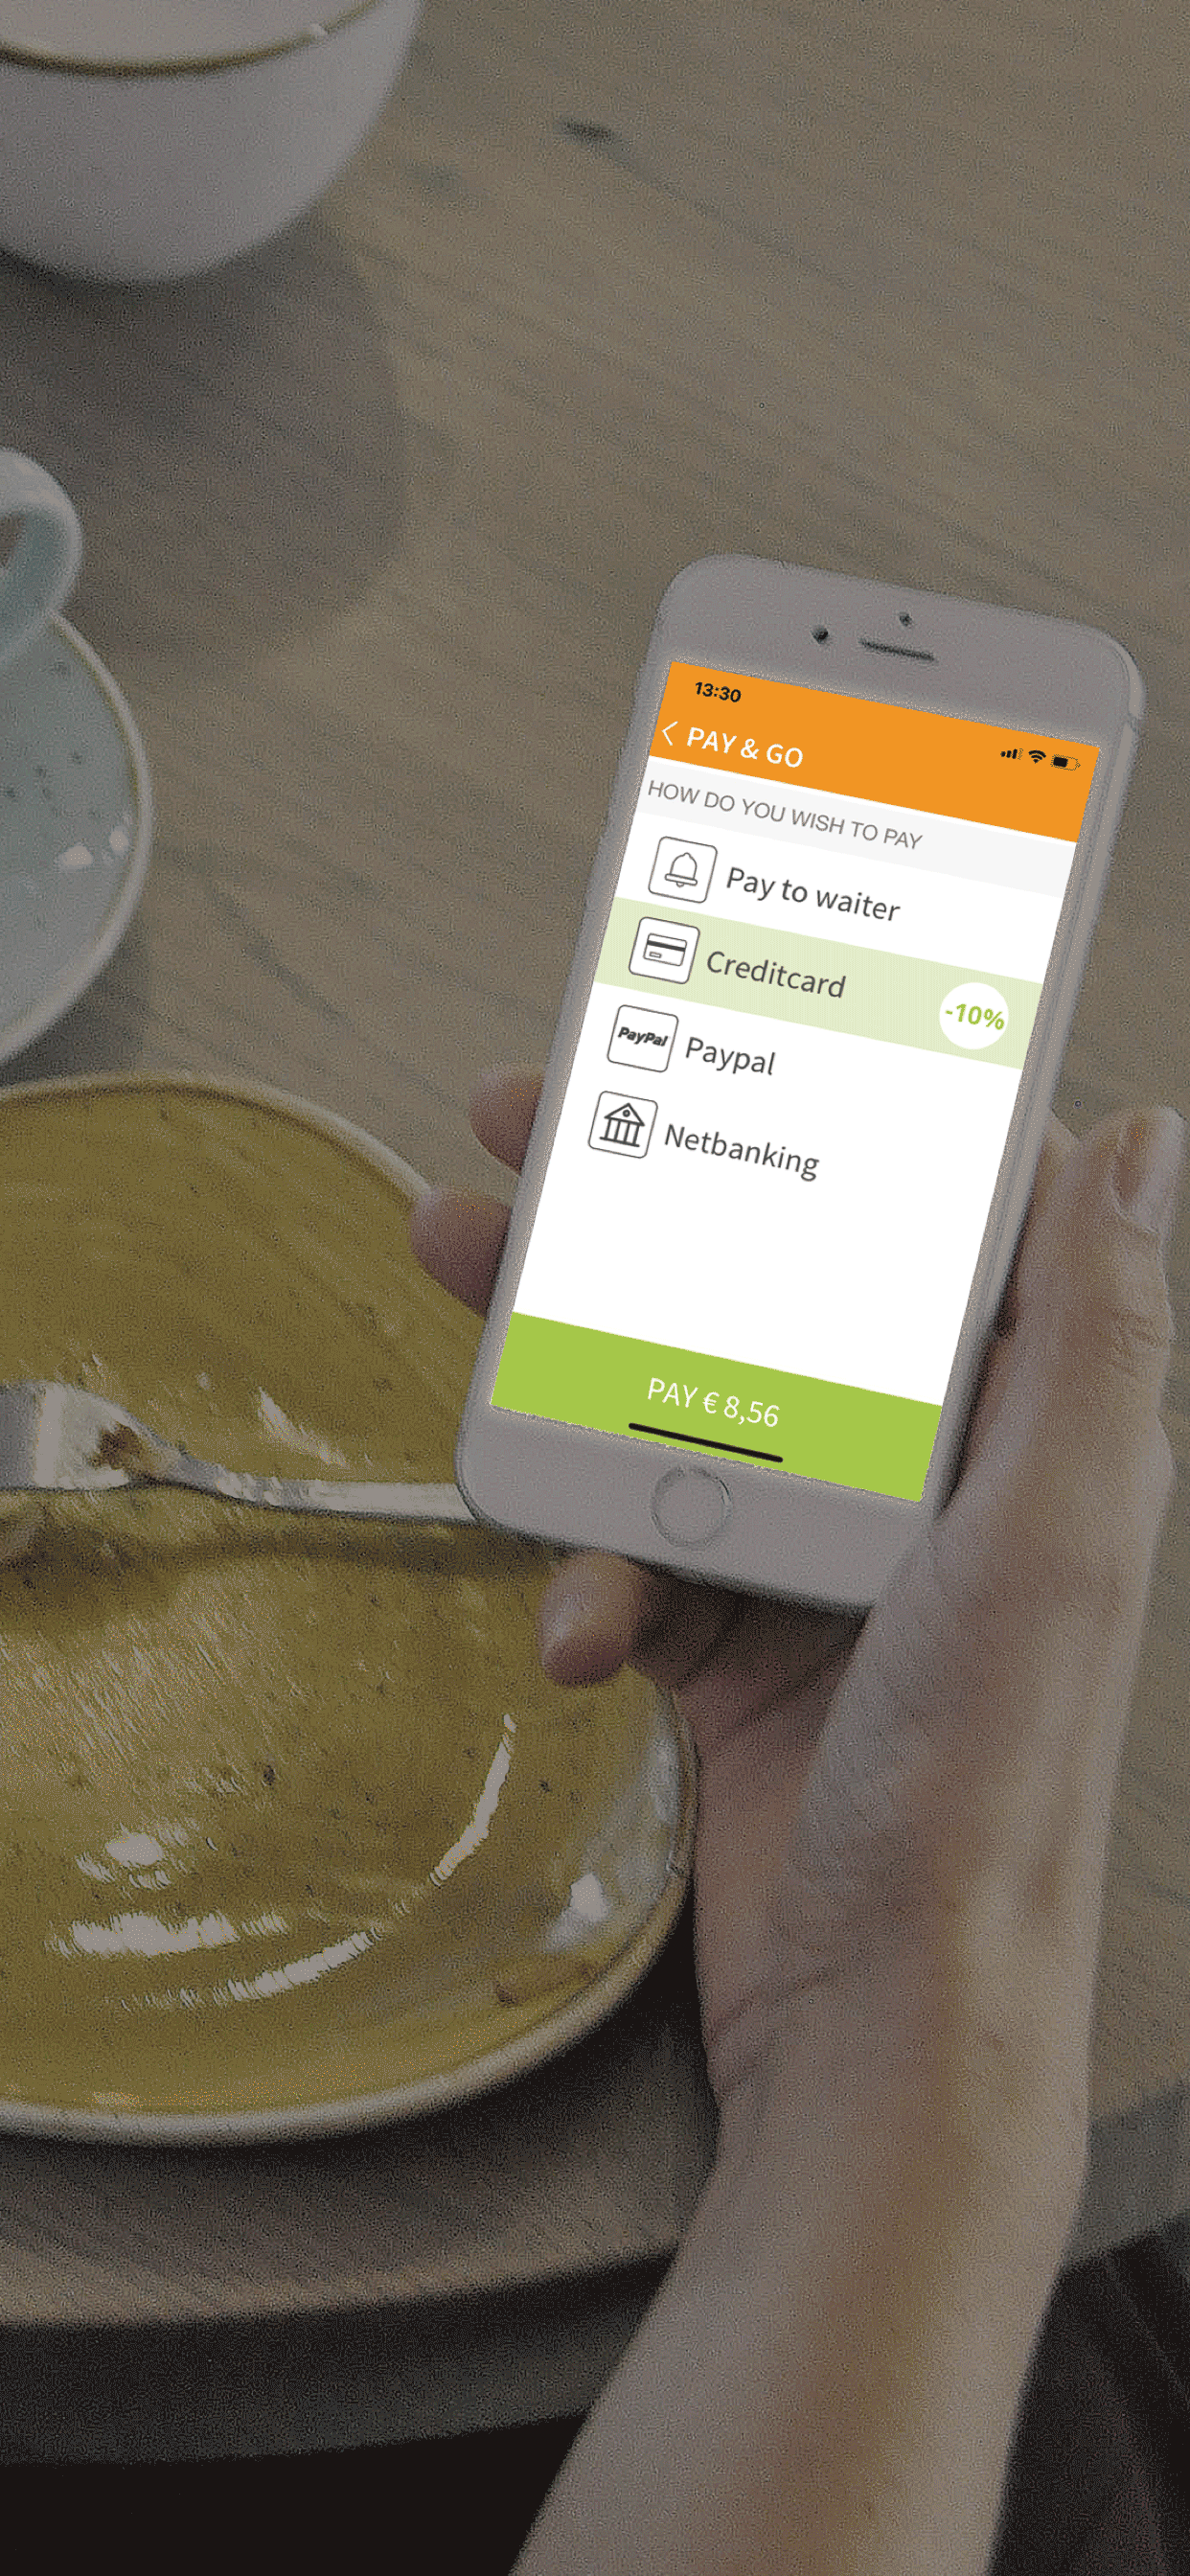 13:30
PAY & GO
HOW DO YOU WISH TO PAY
Pay to waiter
Creditcard
-10%
PayPal
Paypal
Netbanking
PAY € 8,56